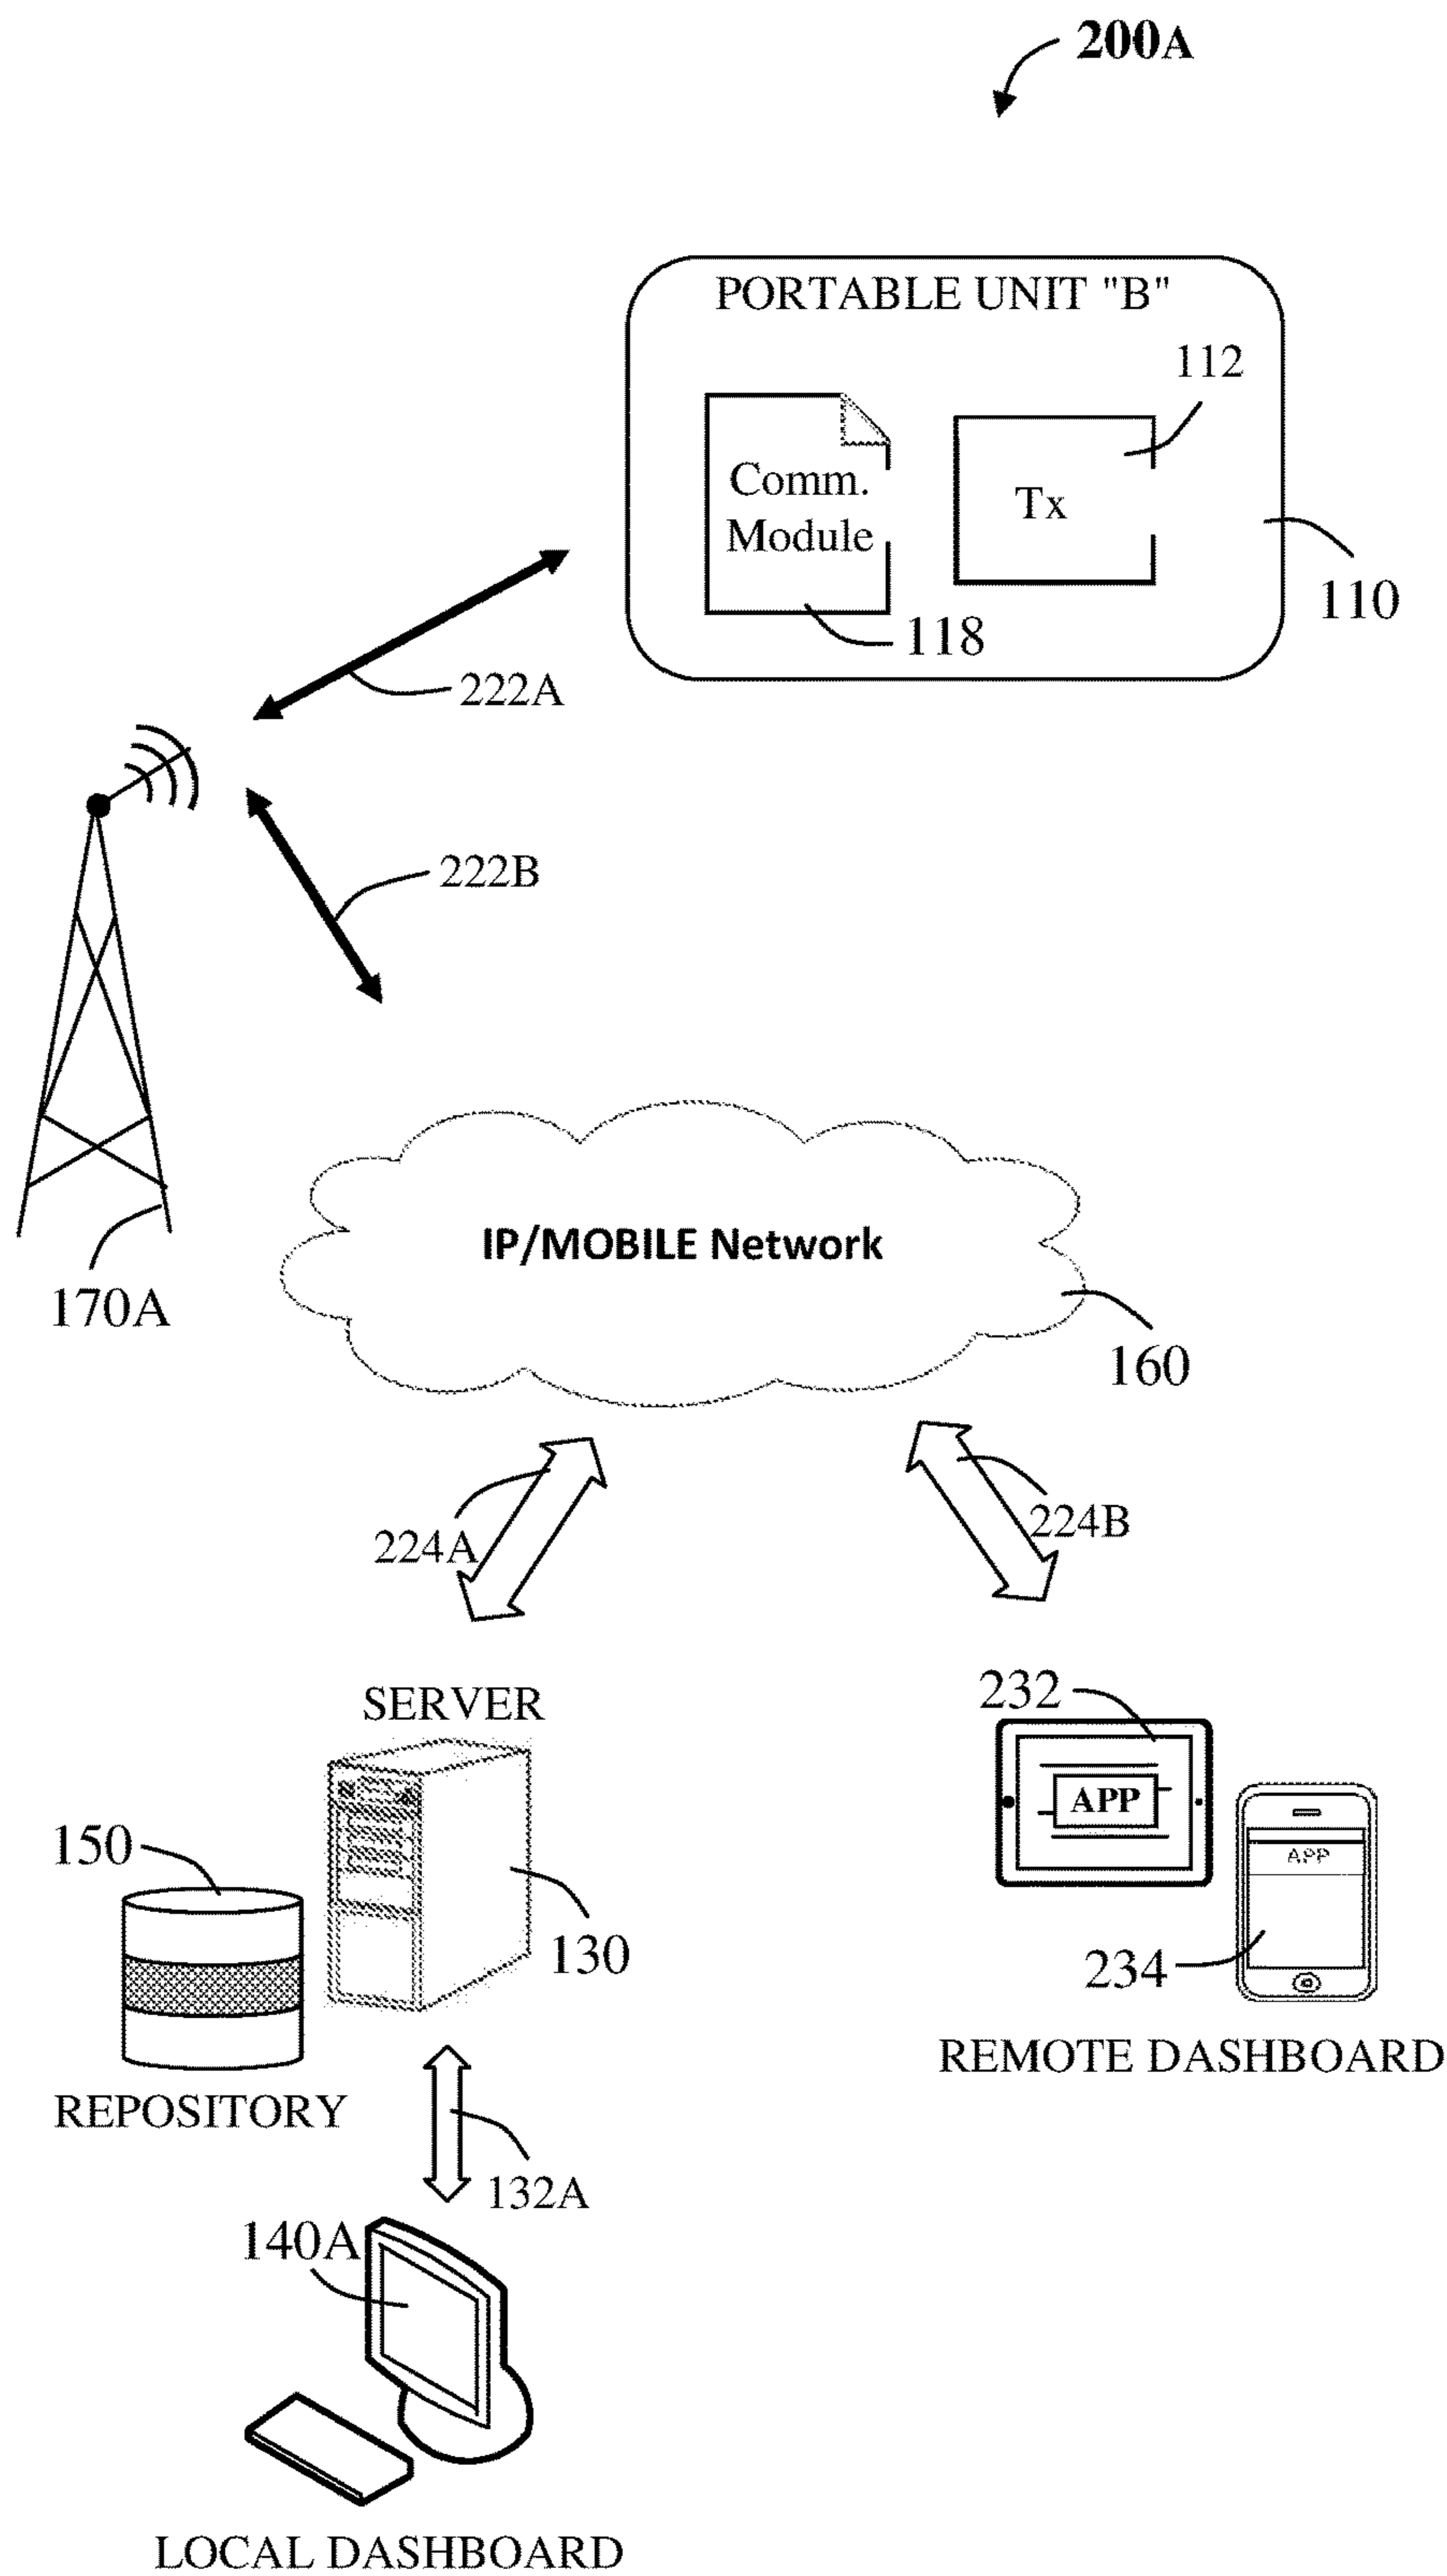 200A
PORTABLE UNIT "B"
112
Comm.
Module
Tx
110
118
222A
222B
IP/MOBILE Network
170A
160
224A
224B
SERVER
232
APP
150
APP
130
234
REMOTE DASHBOARD
REPOSITORY
132A
140A
LOCAL DASHBOARD